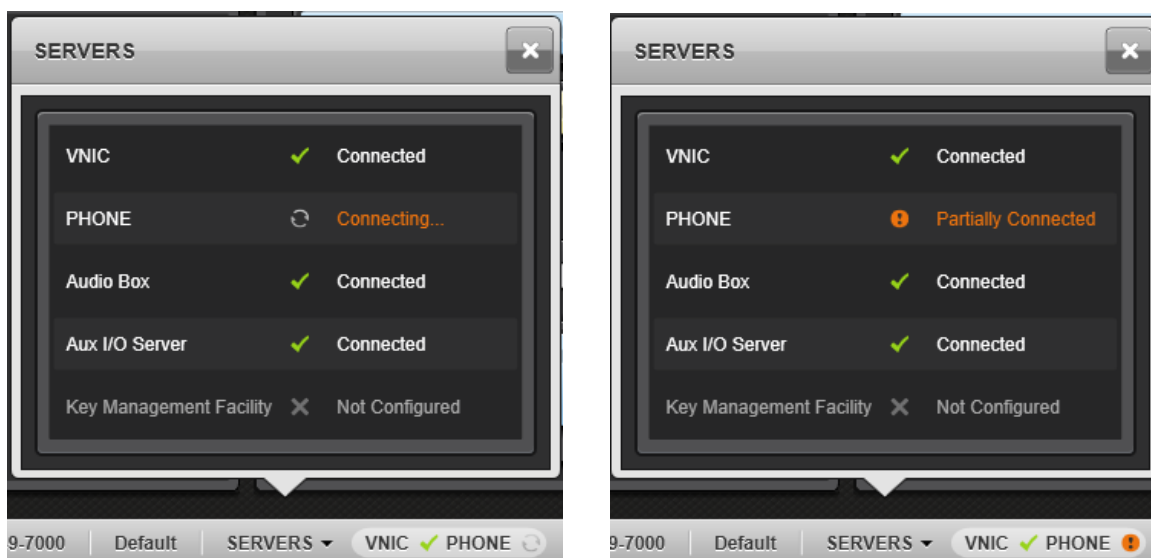 SERVERS
VNIC Connected
PHONE Connecting...
Audio Box Connected
Aux I/O Server Connected
Key Management Facility Not Configured
9-7000 Default SERVERS VNIC PHONE
SERVERS
VNIC Connected
PHONE Partially Connected
Audio Box Connected
Aux I/O Server Connected
Key Management Facility Not Configured
9-7000 Default SERVERS VNIC PHONE